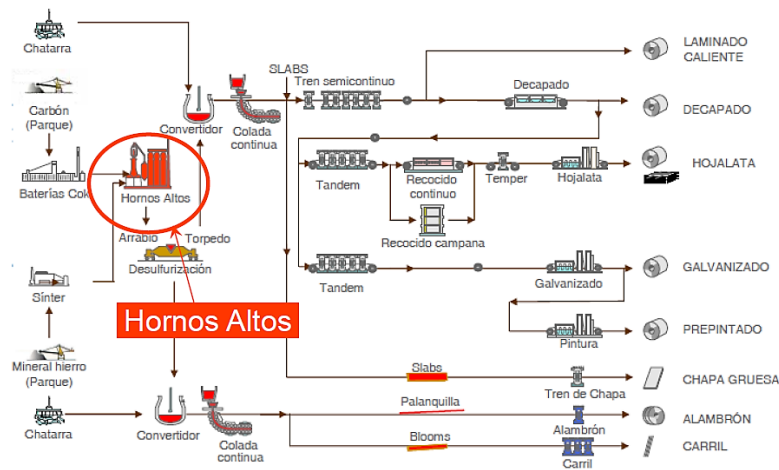 Chatarra
Carbón
(Parque)
Baterías Cok
Hornos Altos
Arrabio
Torpedo
Desulfurización
Sínter
Mineral hierro
(Parque)
Chatarra
Hornos Altos
Convertidor
Colada
continua
SLABS
Tren semicontinuo
Decapado
LAMINADO
CALIENTE
DECAPADO
Tandem
Recocido
continuo
Recocido campana
Temper
Hojalata
HOJALATA
Tandem
Galvanizado
GALVANIZADO
Pintura
PREPINTADO
Slabs
Tren de Chapa
CHAPA GRUESA
Convertidor
Colada
continua
Palanquilla
Alambrón
ALAMBRÓN
Blooms
Carril
CARRIL